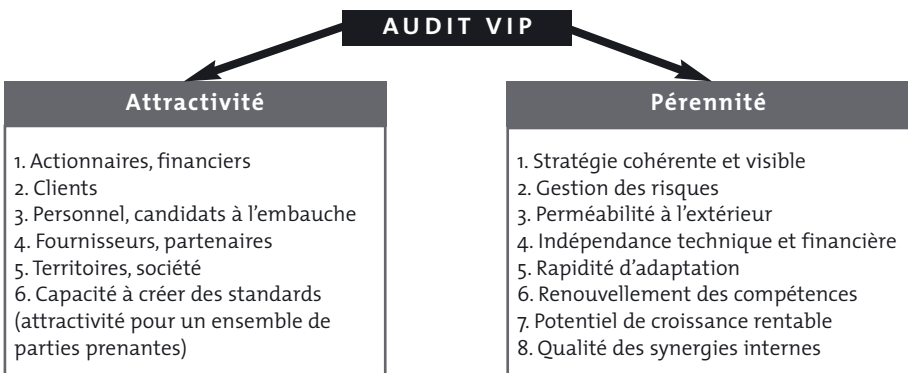 AUDIT VIP
Attractivité
1. Actionnaires, financiers
2. Clients
3. Personnel, candidats à l’embauche
4. Fournisseurs, partenaires
5. Territoires, société
6. Capacité à créer des standards
(attractivité pour un ensemble de
parties prenantes)
Pérennité
1. Stratégie cohérente et visible
2. Gestion des risques
3. Perméabilité à l’extérieur
4. Indépendance technique et financière
5. Rapidité d’adaptation
6. Renouvellement des compétences
7. Potentiel de croissance rentable
8. Qualité des synergies internes